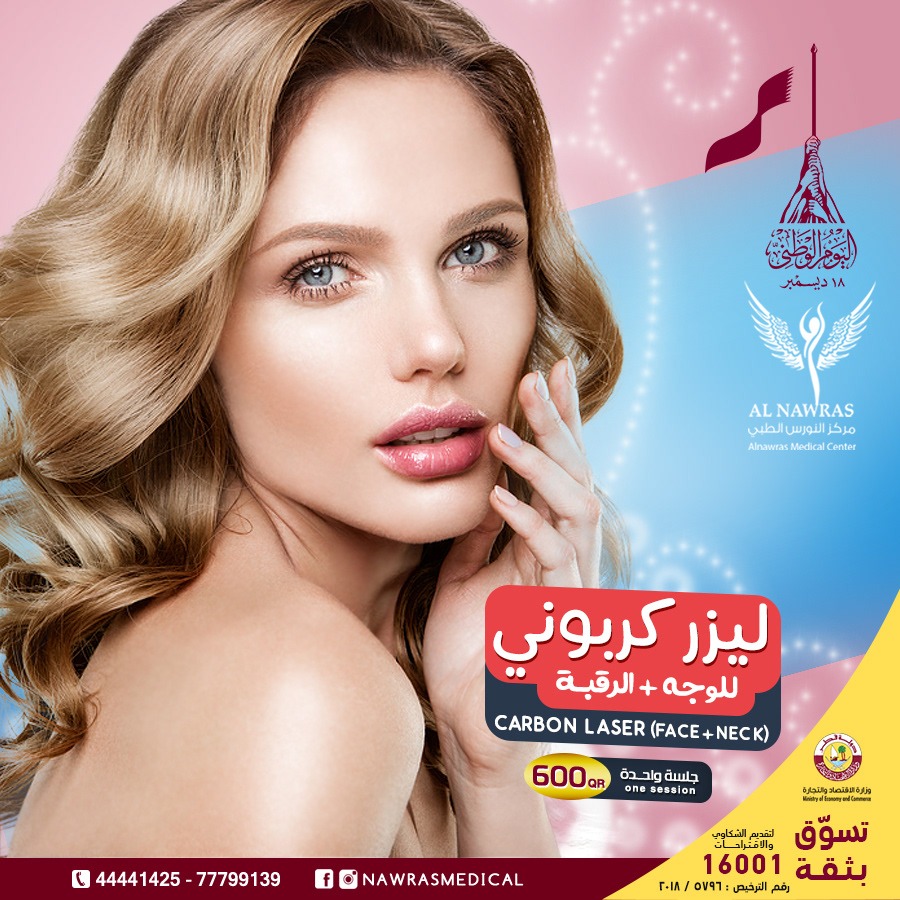 اليوم الوطني
١٨ ديسمبر
AL NAWRAS
مركز النورس الطبي
Alnawras Medical Center
ليزر كربوني
للوجه + الرقبة
CARBON LASER (FACE + NECK)
600 QR
جلسة واحدة
one session
وزارة الاقتصاد والتجارة
Ministry of Economy and Commerce
تسوّق
بثقة
لتقديم الشكاوي
والاقتراحات
16001
رقم الترخيص : ٥٧٩٦ / ٢٠١٨
44441425 - 77799139
NAWRASMEDICAL